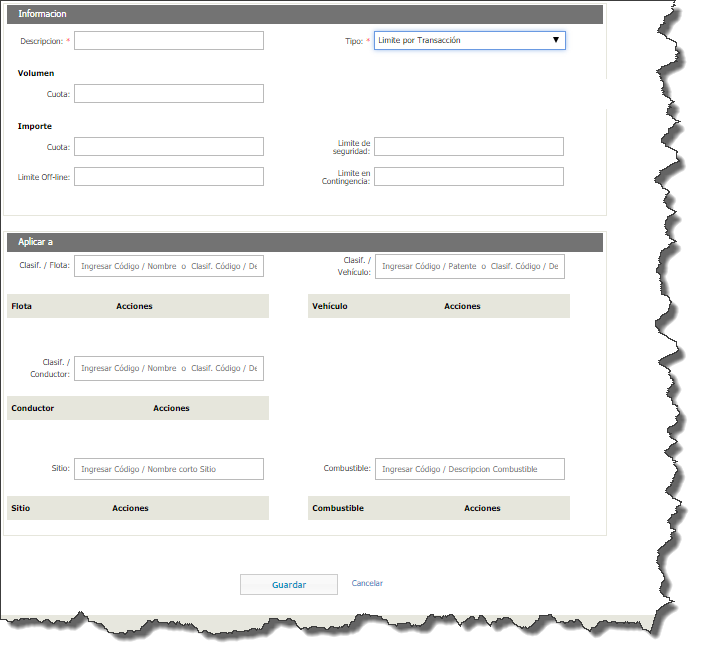 Informacion
Descripcion: *
Tipo: * Limite por Transacción
Volumen
Cuota:
Importe
Cuota:
Limite de
seguridad:
Limite Off-line:
Limite en
Contingencia:
Aplicar a
Clasif. / Flota: Ingresar Código / Nombre o Clasif. Código / De
Clasif. /
Vehículo: Ingresar Código / Patente o Clasif. Código / De
Flota Acciones
Vehiculo Acciones
Clasif. /
Conductor: Ingresar Código / Nombre o Clasif. Código / De
Conductor Acciones
Sitio: Ingresar Código / Nombre corto Sitio
Combustible: Ingresar Código / Descripcion Combustible
Sitio Acciones
Combustible Acciones
Guardar Cancelar